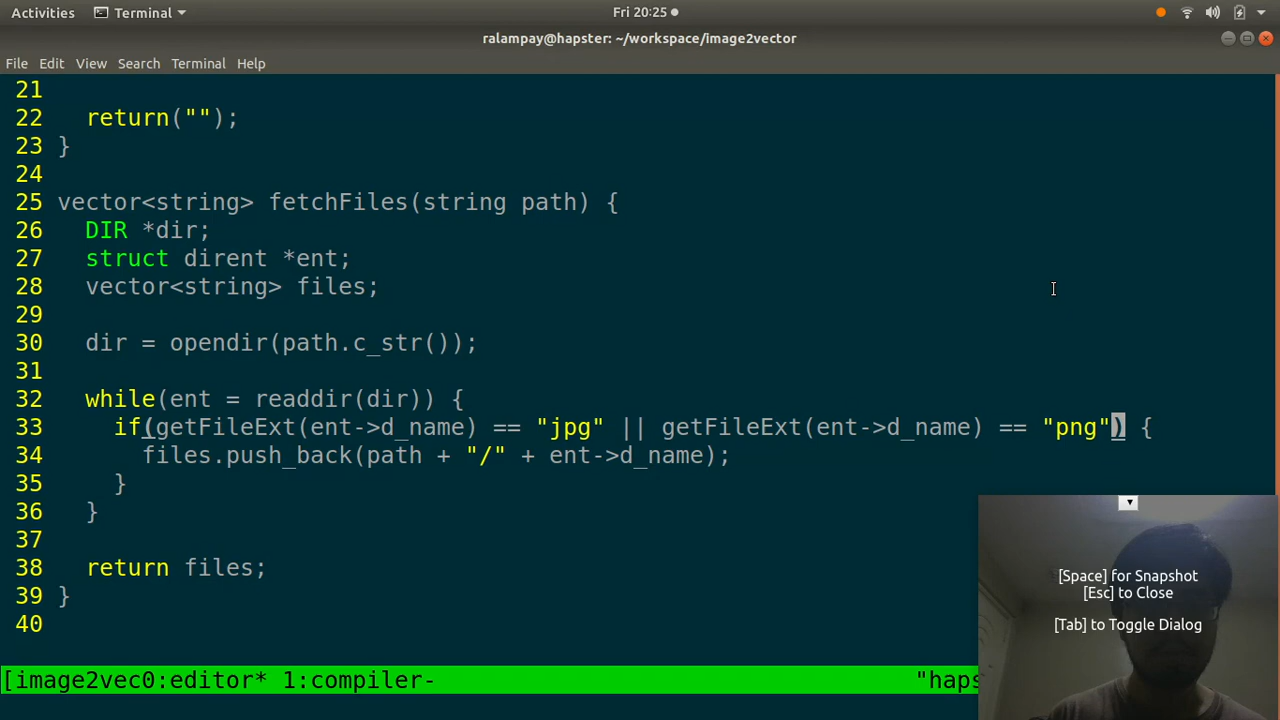 Activities Terminal Fri 20:25
ralampay@hapster: ~/workspace/image2vector
File Edit View Search Terminal Help
21
22 return("");
23 }
24
25 vector<string> fetchFiles(string path) {
26 DIR *dir;
27 struct dirent *ent;
28 vector<string> files;
29
30 dir = opendir(path.c_str());
31
32 while(ent = readdir(dir)) {
33 if(getFileExt(ent->d_name) == "jpg" || getFileExt(ent->d_name) == "png") {
34 files.push_back(path + "/" + ent->d_name);
35 }
36 }
37
38 return files;
39 }
40
[Space] for Snapshot
[Esc] to Close
[Tab] to Toggle Dialog
[image2vec0:editor* 1:compiler- "haps